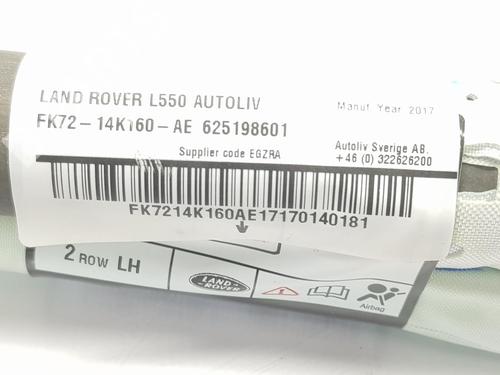 LAND ROVER L550 AUTOLIV
Manuf. Year 2017
FK72-14K160-AE 625198601
Supplier code EGZRA
Autoliv Sverige AB.
+46 (0) 322626200
FK7214K160AE17170140181
2 ROW LH
LAND
ROVER
Airbag